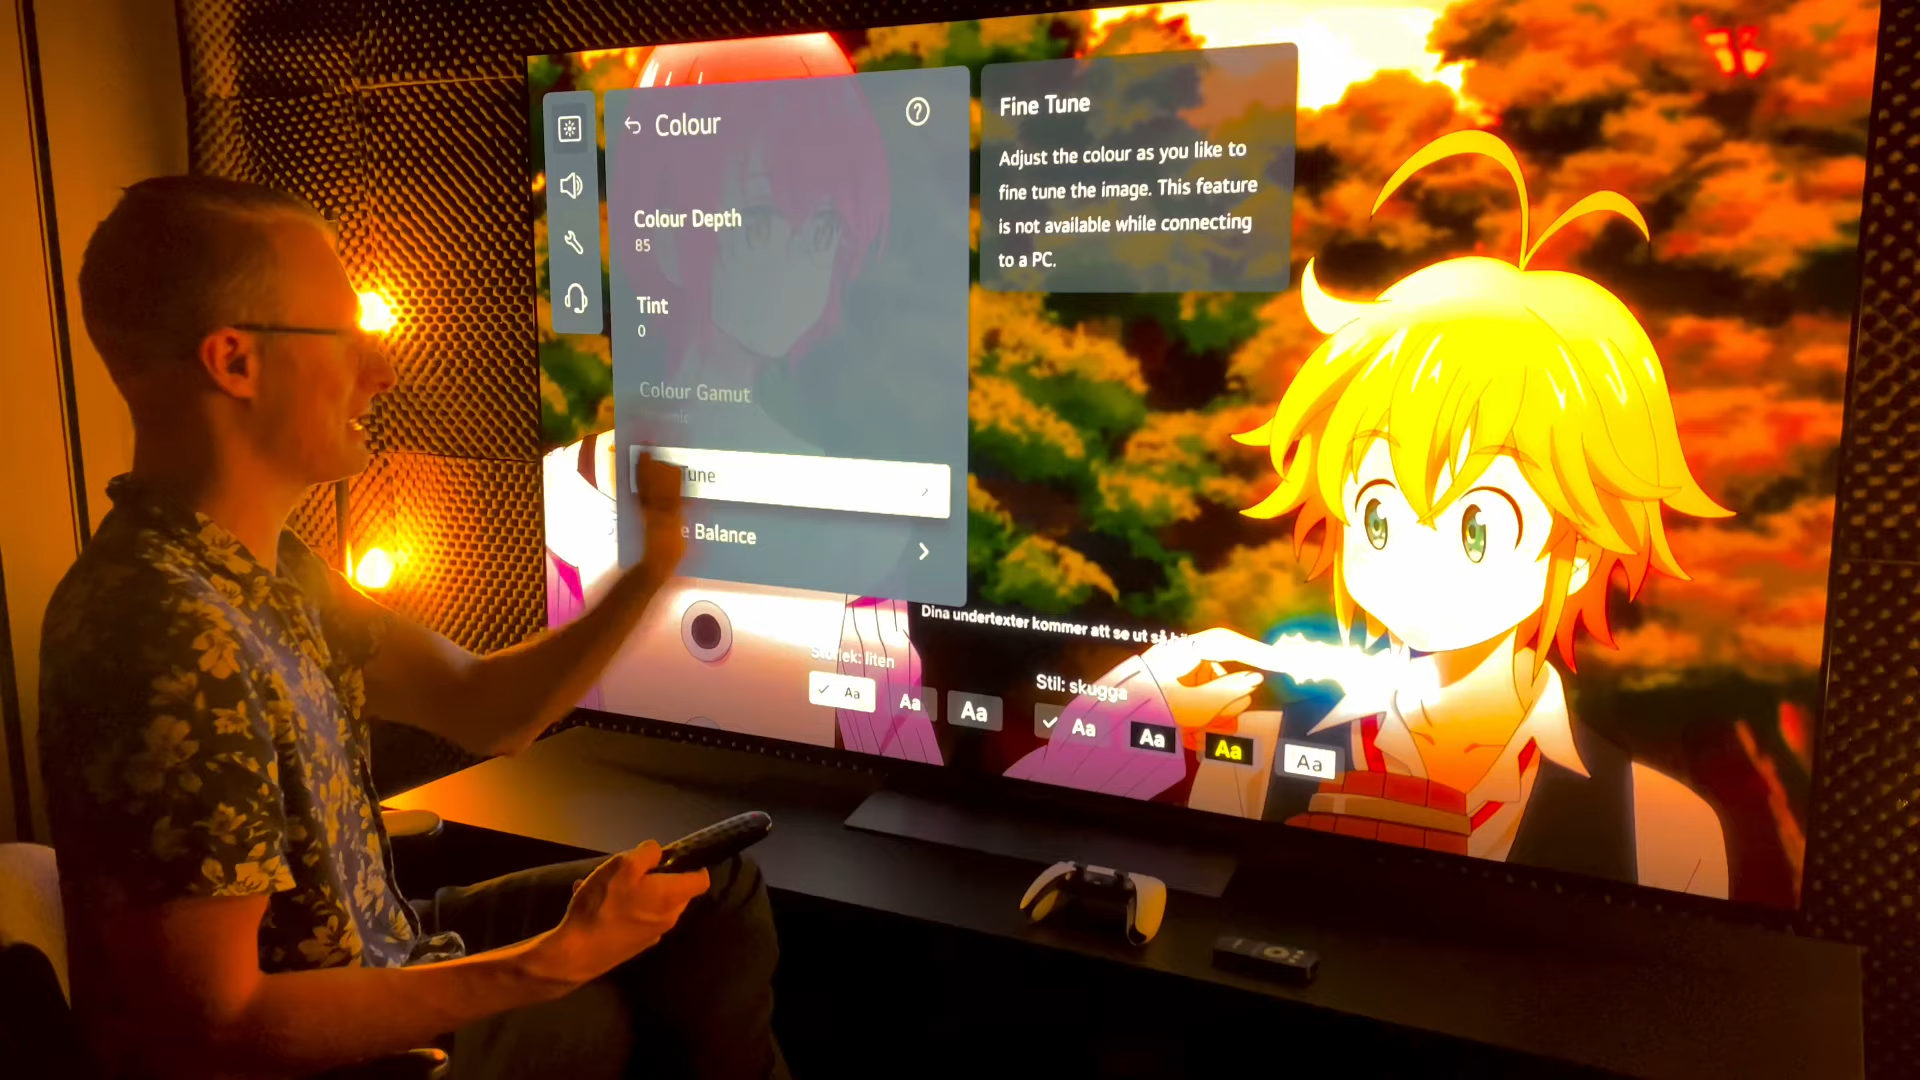 Colour
?
Colour Depth
85
Tint
0
Colour Gamut
Tune
Balance
Fine Tune
Adjust the colour as you like to
fine tune the image. This feature
is not available while connecting
to a PC.
Dina undertexter kommer att se ut så
Storlek: liten
Aa Aa Aa
Stil: skugga
Aa Aa Aa Aa